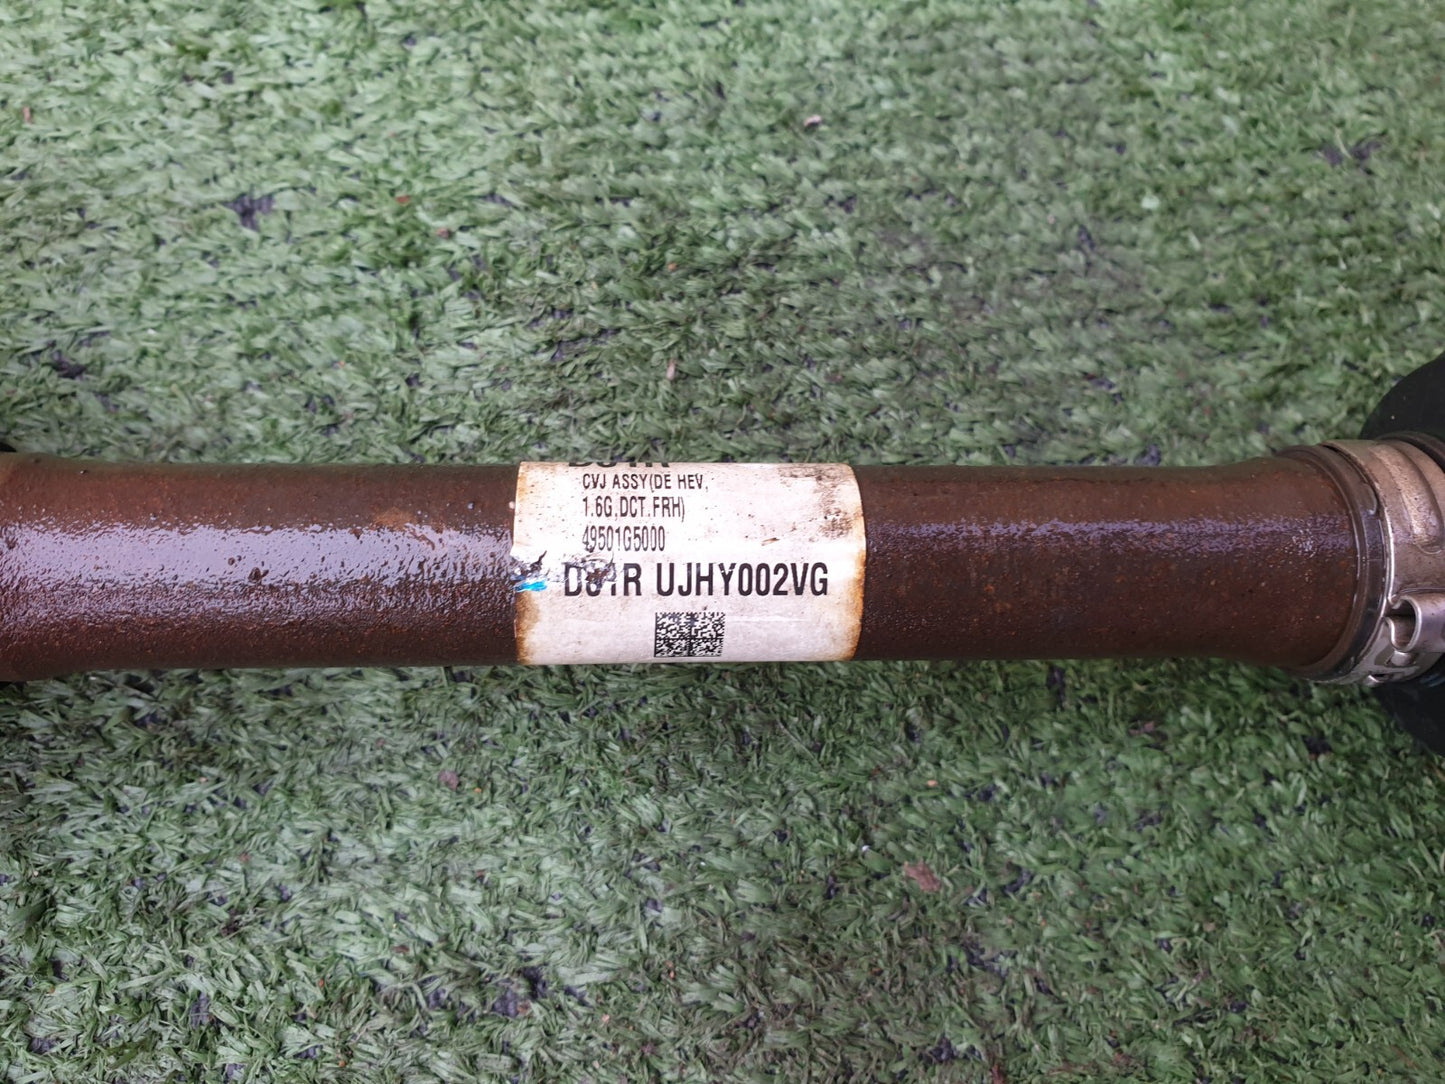 CVJ ASSY(DE HEV,
1.6G.DCT.FRH)
49501G5000
UJHY002VG